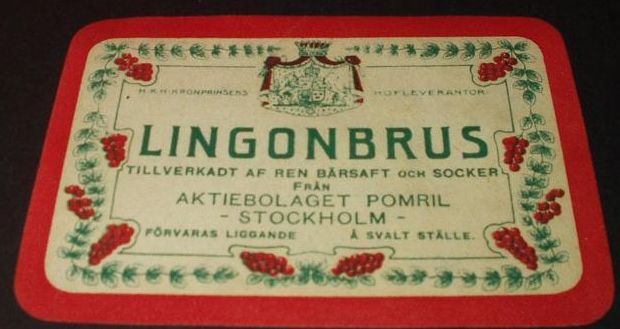 H.K.H. KRONPRINSENS HOFLEVERANTÖR
LINGONBRUS
TILLVERKADT AF REN BÄRSAFT OCH SOCKER
FRÅN
AKTIEBOLAGET POMRIL
- STOCKHOLM -
FÖRVARAS LIGGANDE Å SVALT STÄLLE.